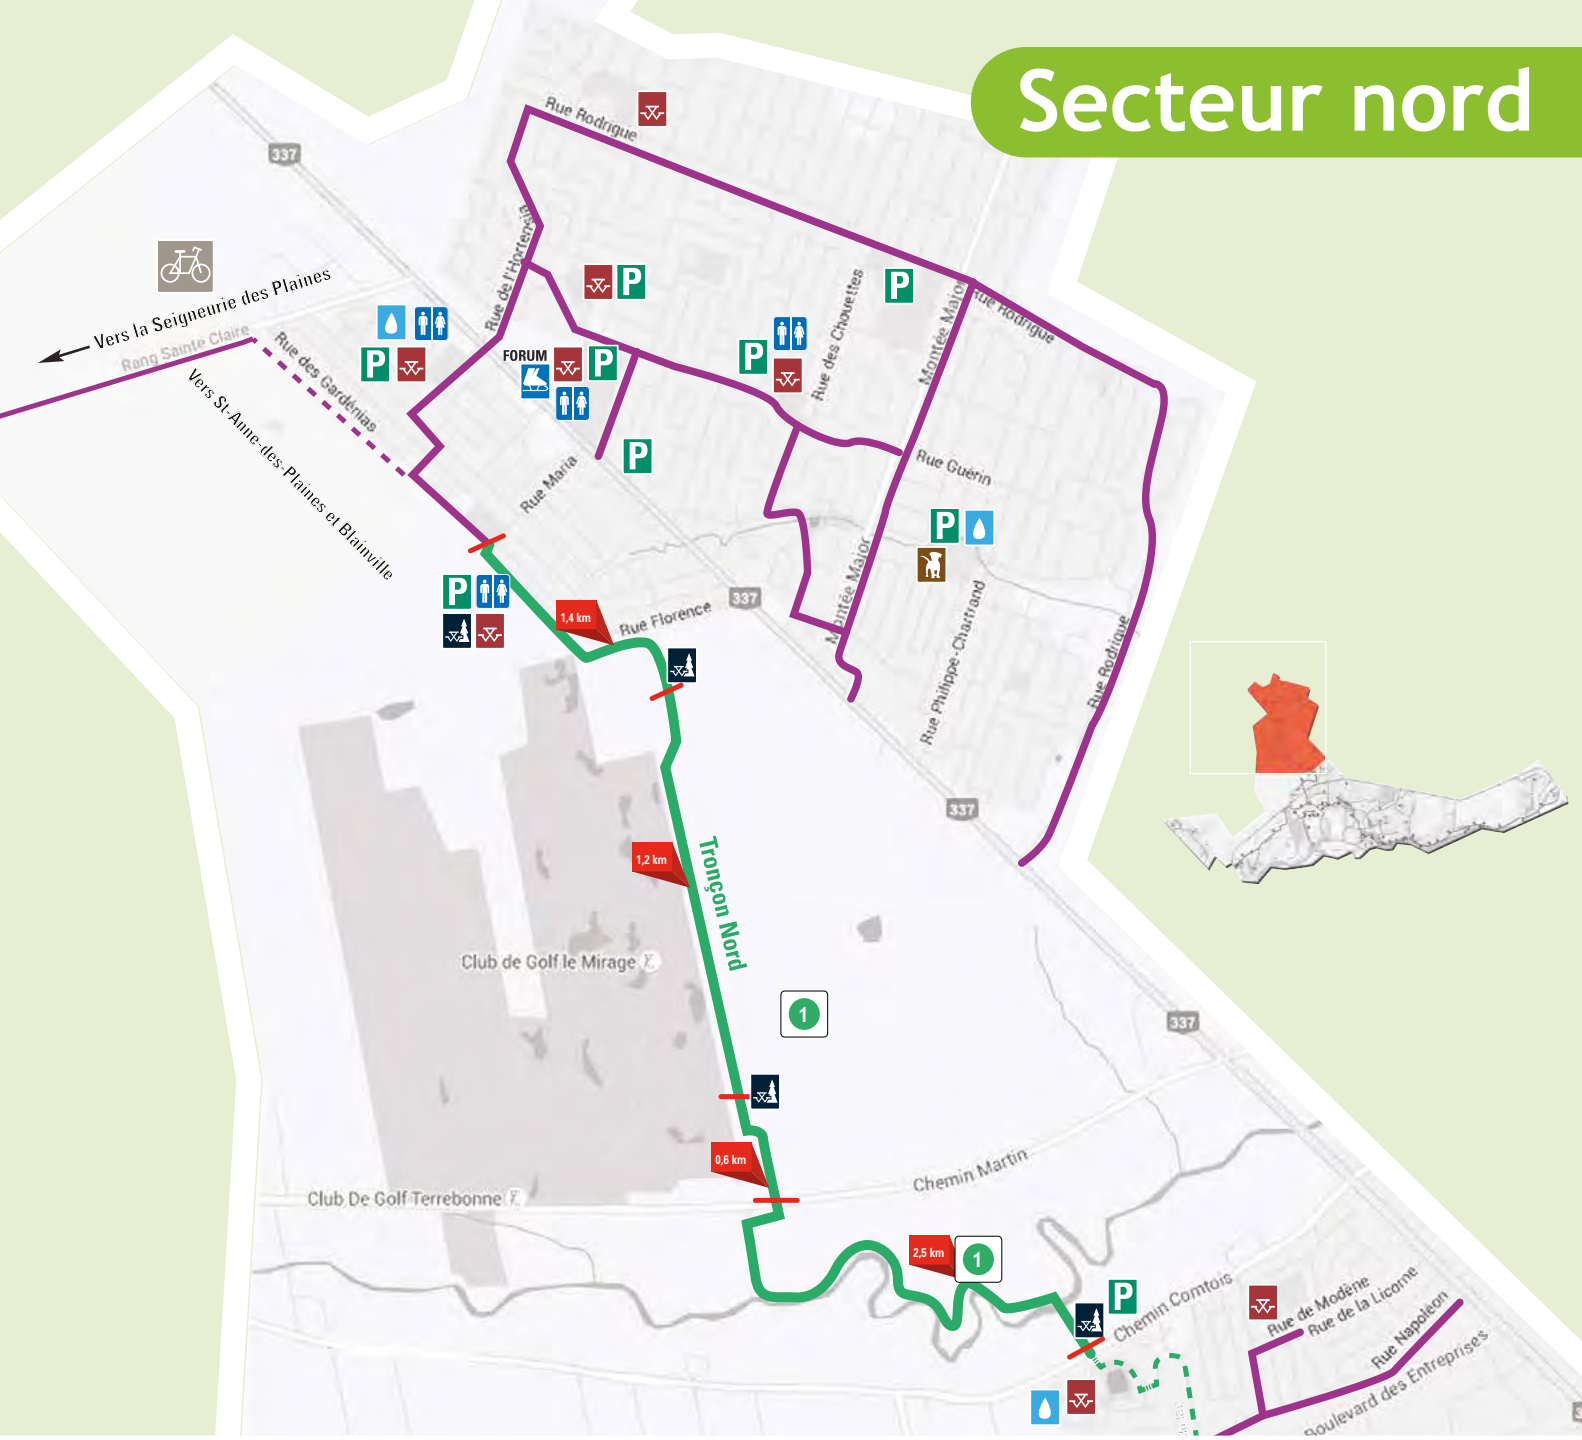 Secteur nord
Rue Rodrigue
337
Rue de l'Hortensia
Vers la Seigneurie des Plaines
Rang Sainte Claire
Rue des Gardénias
Vers St-Anne-des-Plaines et Blainville
P
P
P
FORUM
P
P
P
Rue des Chouettes
Montée Major
Rue Rodrigue
Rue Guérin
Rue Maria
P
P
337
Montée Major
Rue Philippe-Chartrand
Rue Rodrigue
1,4 km
Rue Florence
337
1,2 km
Tronçon Nord
Club de Golf le Mirage
1
337
0,6 km
Chemin Martin
Club De Golf Terrebonne
2,5 km
1
P
Chemin Comtois
Rue de Modène
Rue de la Licorne
Rue Napoléon
Boulevard des Entreprises